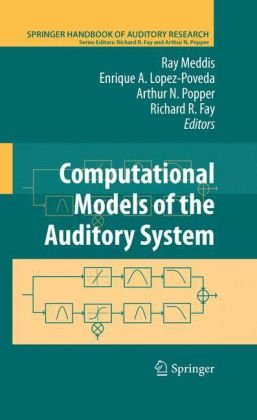 SPRINGER HANDBOOK OF AUDITORY RESEARCH
Series Editors: Richard R. Fay and Arthur N. Popper
Ray Meddis
Enrique A. Lopez-Poveda
Arthur N. Popper
Richard R. Fay
Editors
Computational
Models of the
Auditory System
Springer